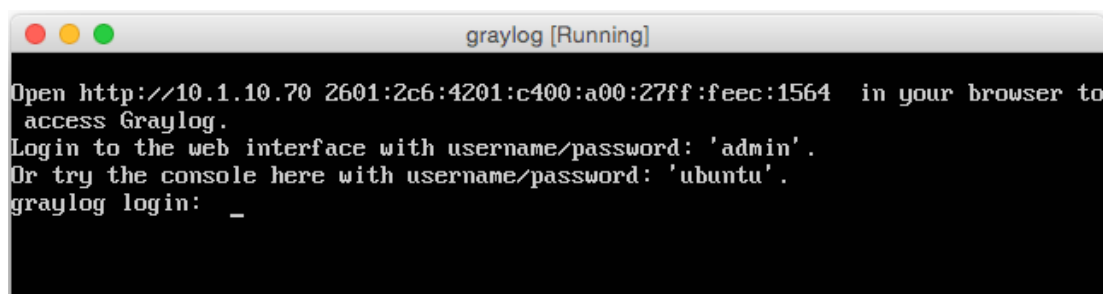 graylog [Running]
Open http://10.1.10.70 2601:2c6:4201:c400:a00:27ff:feec:1564  in your browser to
 access Graylog.
Login to the web interface with username/password: 'admin'.
Or try the console here with username/password: 'ubuntu'.
graylog login:  _